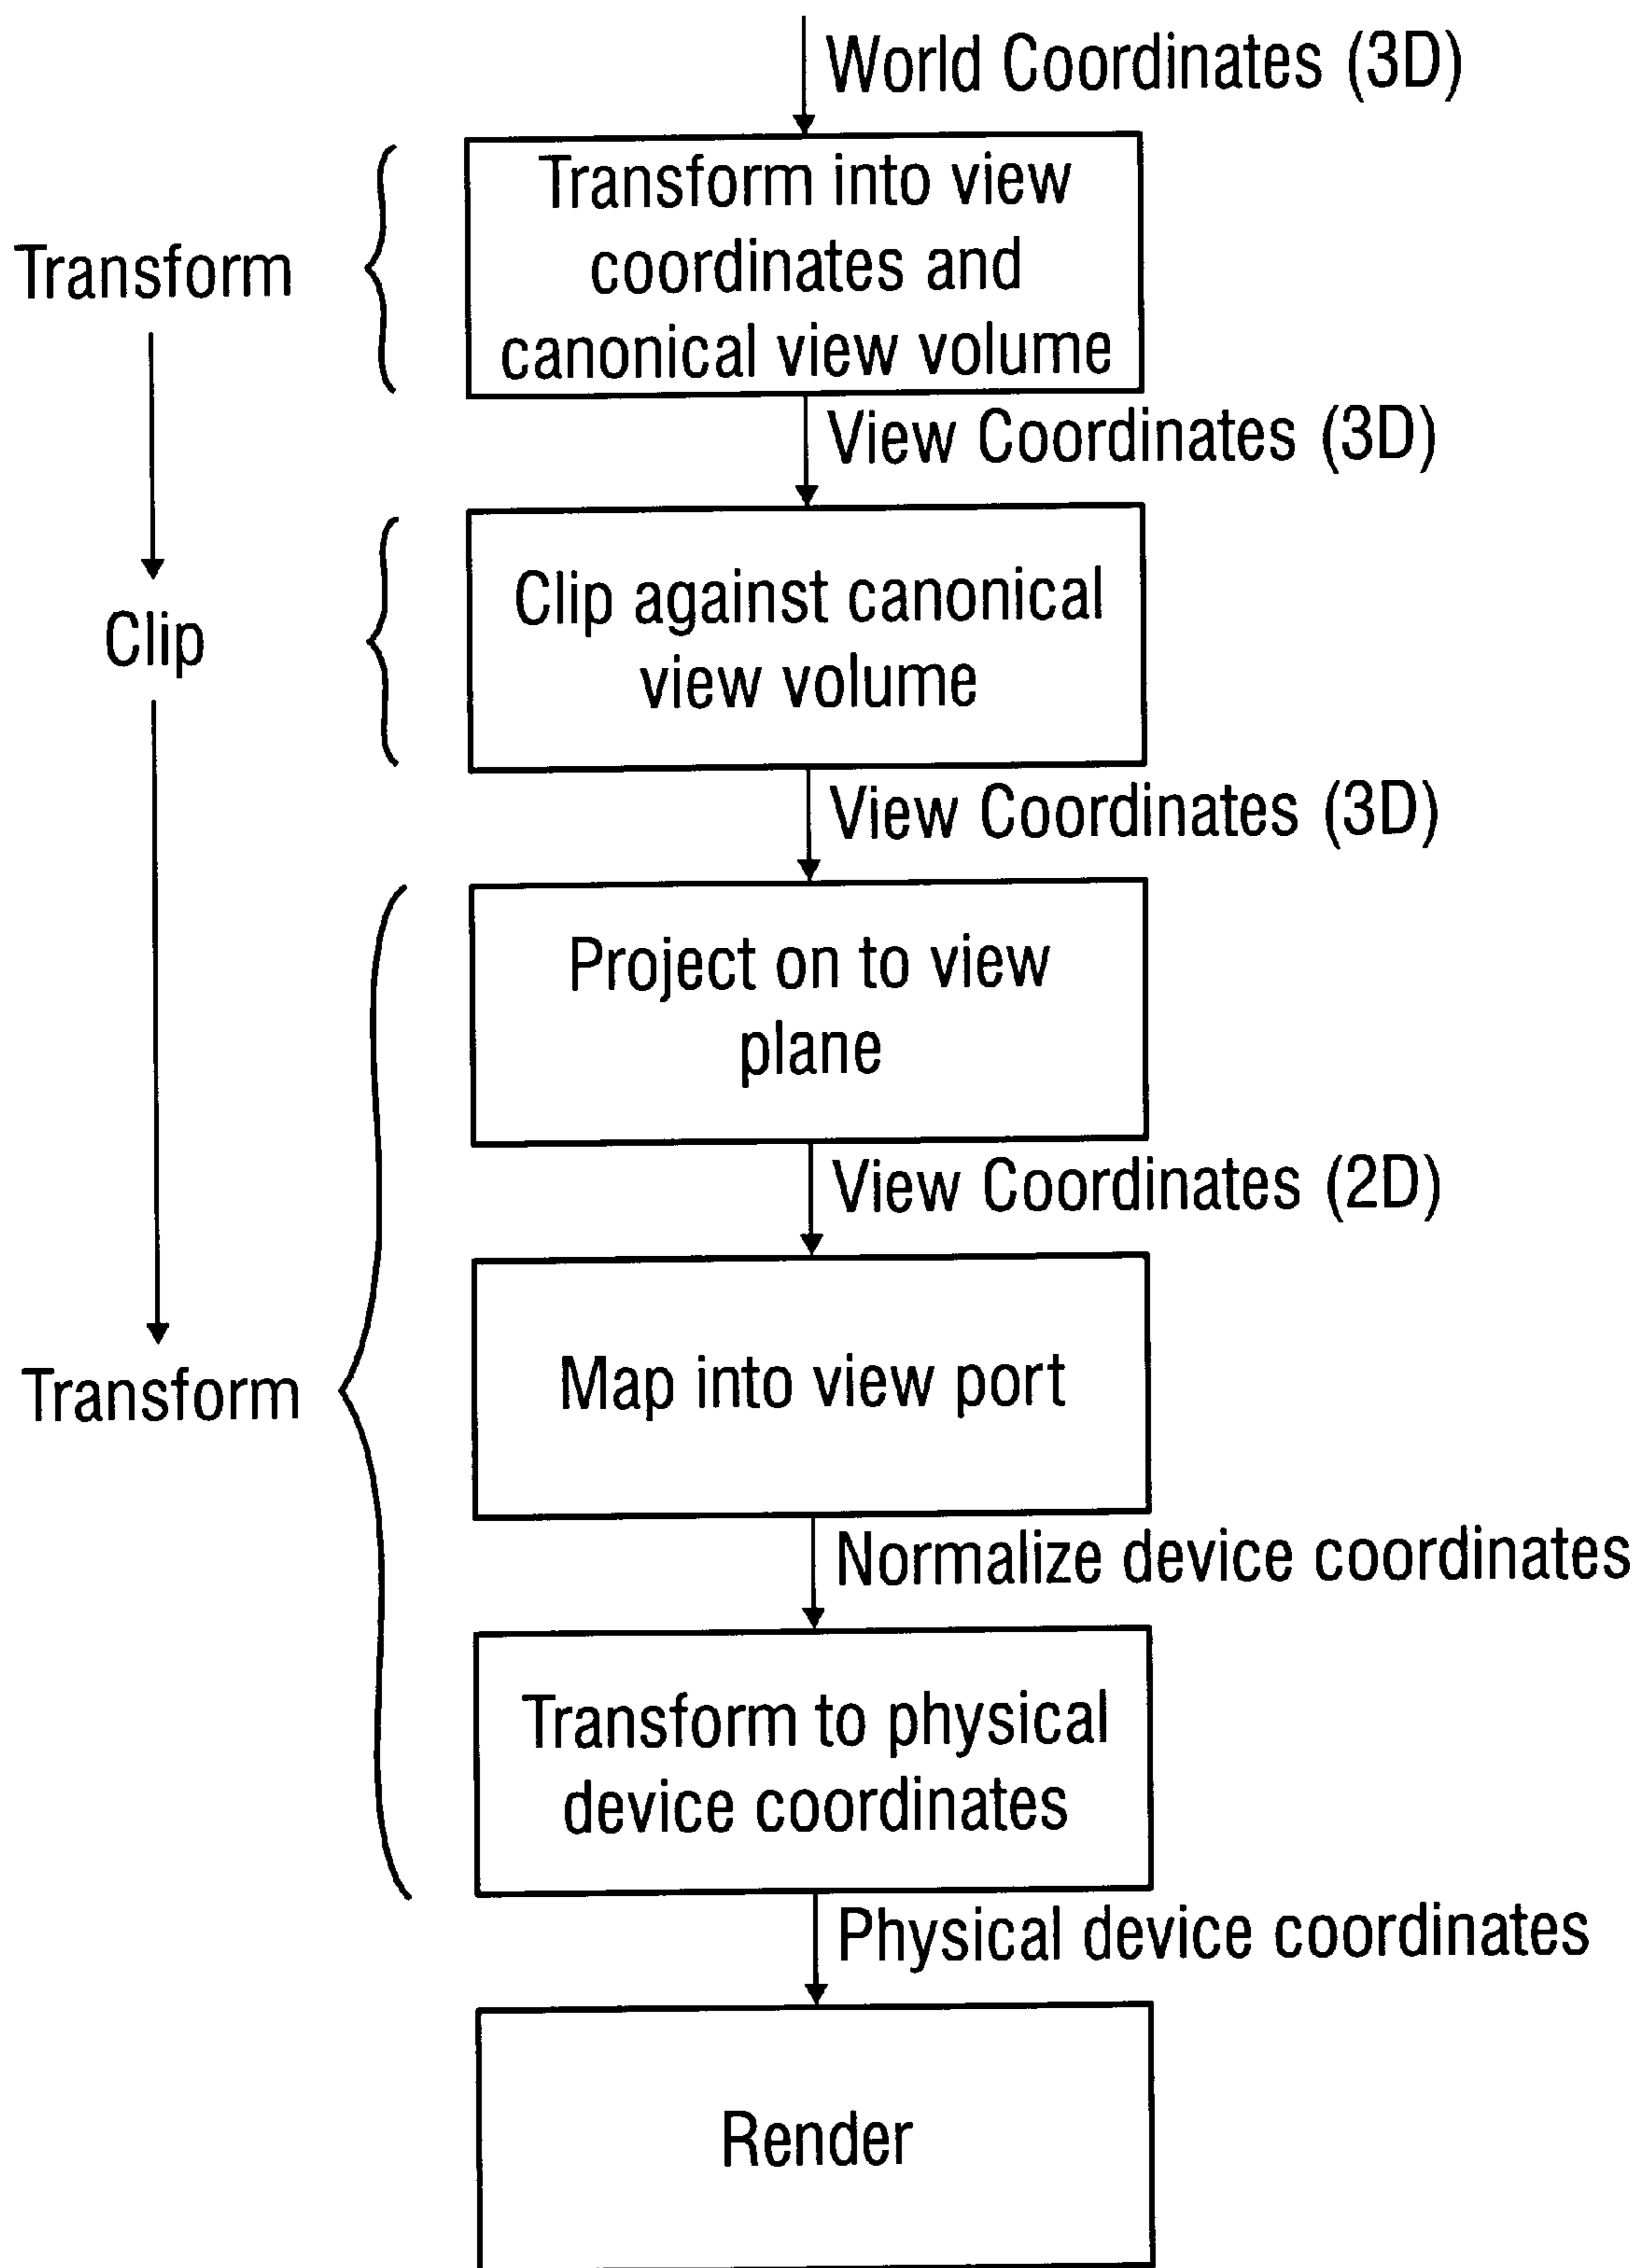 World Coordinates (3D)
Transform
Transform into view
coordinates and
canonical view volume
View Coordinates (3D)
Clip
Clip against canonical
view volume
View Coordinates (3D)
Project on to view
plane
View Coordinates (2D)
Transform
Map into view port
Normalize device coordinates
Transform to physical
device coordinates
Physical device coordinates
Render